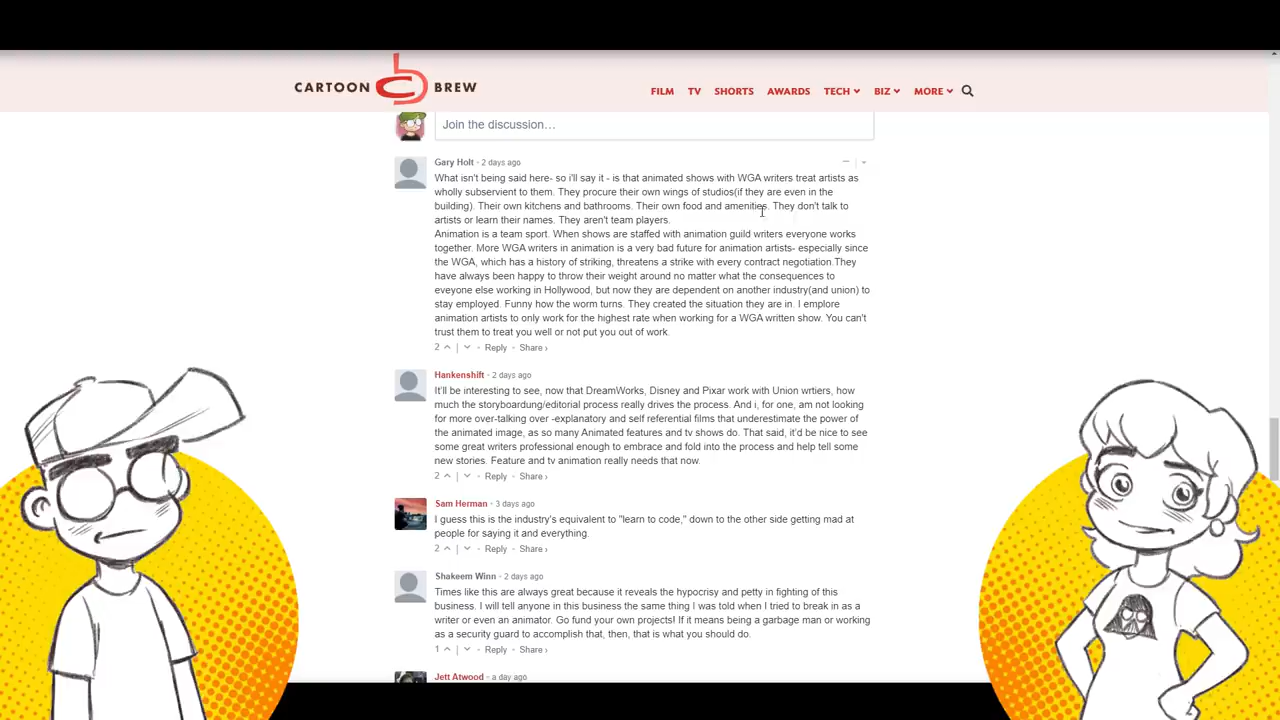 CARTOON BREW
FILM TV SHORTS AWARDS TECH BIZ MORE
Join the discussion…
Gary Holt - 2 days ago
What isn't being said here- so i'll say it - is that animated shows with WGA writers treat artists as
wholly subservient to them. They procure their own wings of studios(if they are even in the
building). Their own kitchens and bathrooms. Their own food and amenities. They don't talk to
artists or learn their names. They aren't team players.
Animation is a team sport. When shows are staffed with animation guild writers everyone works
together. More WGA writers in animation is a very bad future for animation artists- especially since
the WGA, which has a history of striking, threatens a strike with every contract negotiation.They
have always been happy to throw their weight around no matter what the consequences to
eveyone else working in Hollywood, but now they are dependent on another industry(and union) to
stay employed. Funny how the worm turns. They created the situation they are in. I emplore
animation artists to only work for the highest rate when working for a WGA written show. You can't
trust them to treat you well or not put you out of work.
2 Reply Share ›
Hankenshift - 2 days ago
It'll be interesting to see, now that DreamWorks, Disney and Pixar work with Union wrtiers, how
much the storyboardung/editorial process really drives the process. And i, for one, am not looking
for more over-talking over -explanatory and self referential films that underestimate the power of
the animated image, as so many Animated features and tv shows do. That said, it'd be nice to see
some great writers professional enough to embrace and fold into the process and help tell some
new stories. Feature and tv animation really needs that now.
2 Reply Share ›
Sam Herman - 3 days ago
I guess this is the industry's equivalent to "learn to code," down to the other side getting mad at
people for saying it and everything.
2 Reply Share ›
Shakeem Winn - 2 days ago
Times like this are always great because it reveals the hypocrisy and petty in fighting of this
business. I will tell anyone in this business the same thing I was told when I tried to break in as a
writer or even an animator. Go fund your own projects! If it means being a garbage man or working
as a security guard to accomplish that, then, that is what you should do.
1 Reply Share ›
Jett Atwood - a day ago